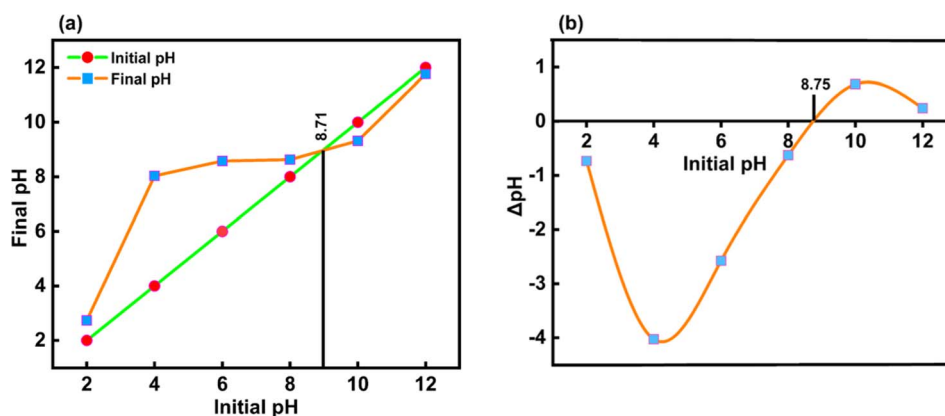 (a)
Initial pH
Final pH
8.71
12
10
8
6
4
2
Final pH
2 4 6 8 10 12
Initial pH
(b)
8.75
1
0
-1
-2
-3
-4
ΔpH
2 4 6 8 10 12
Initial pH